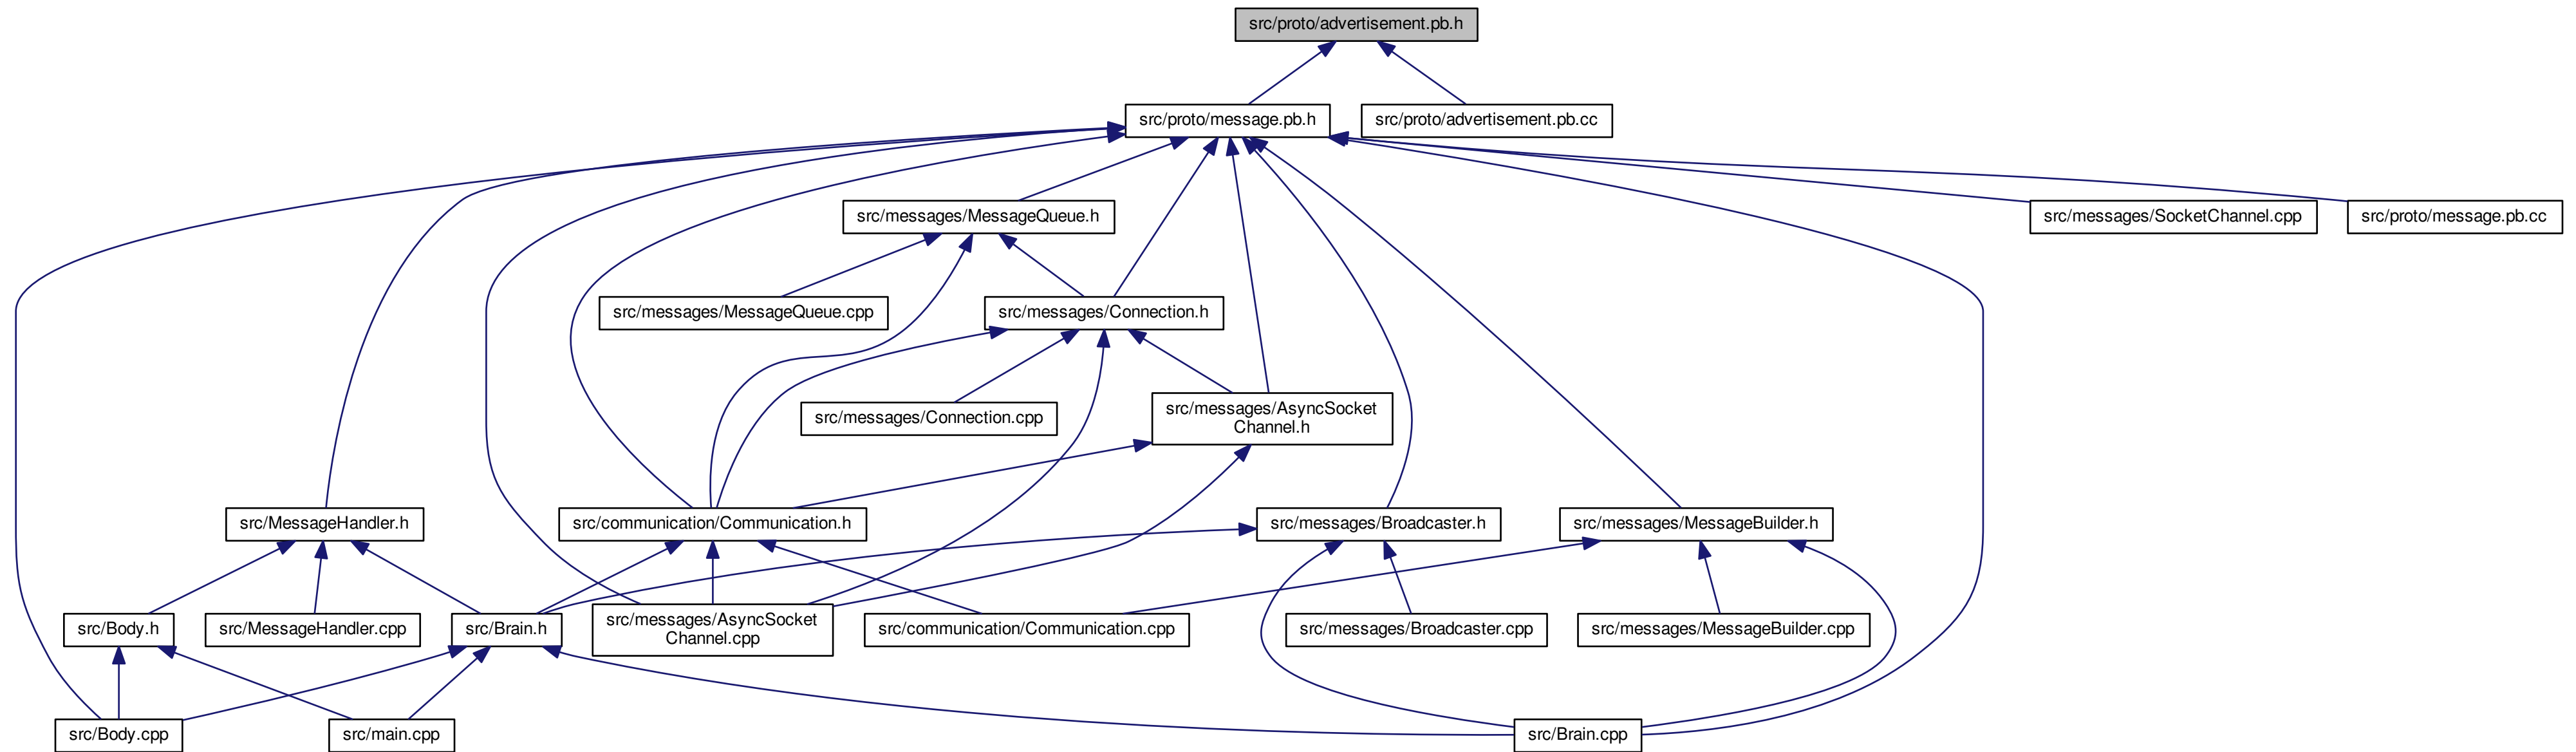 src/proto/advertisement.pb.h
src/proto/message.pb.h
src/proto/advertisement.pb.cc
src/messages/MessageQueue.h
src/messages/SocketChannel.cpp
src/proto/message.pb.cc
src/messages/MessageQueue.cpp
src/messages/Connection.h
src/messages/Connection.cpp
src/messages/AsyncSocket
Channel.h
src/MessageHandler.h
src/communication/Communication.h
src/messages/Broadcaster.h
src/messages/MessageBuilder.h
src/Body.h
src/MessageHandler.cpp
src/Brain.h
src/messages/AsyncSocket
Channel.cpp
src/communication/Communication.cpp
src/messages/Broadcaster.cpp
src/messages/MessageBuilder.cpp
src/Body.cpp
src/main.cpp
src/Brain.cpp